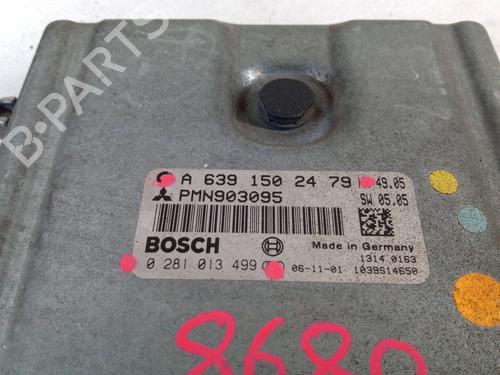 B-PARTS
A 639 150 24 79 49.05
PMN903095 SW 05.05
BOSCH Made in Germany
1314 0163
0 281 013 499 06-11-01 1039S14650
8680